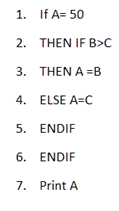 1. If A= 50
2. THEN IF B>C
3. THEN A =B
4. ELSE A=C
5. ENDIF
6. ENDIF
7. Print A